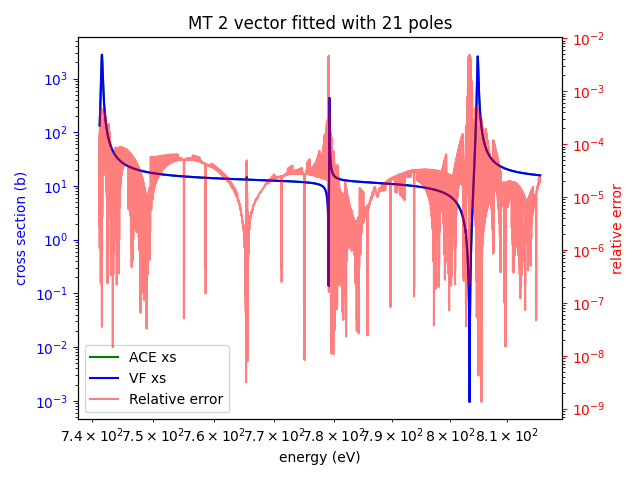 MT 2 vector fitted with 21 poles
cross section (b)
10³
10²
10¹
10⁰
10⁻¹
10⁻²
10⁻³
10⁻²
10⁻³
10⁻⁴
10⁻⁵
10⁻⁶
10⁻⁷
10⁻⁸
10⁻⁹
relative error
ACE xs
VF xs
Relative error
7.4 × 10² 7.5 × 10² 7.6 × 10² 7.7 × 10² 7.8 × 10² 7.9 × 10² 8 × 10² 8.1 × 10²
energy (eV)